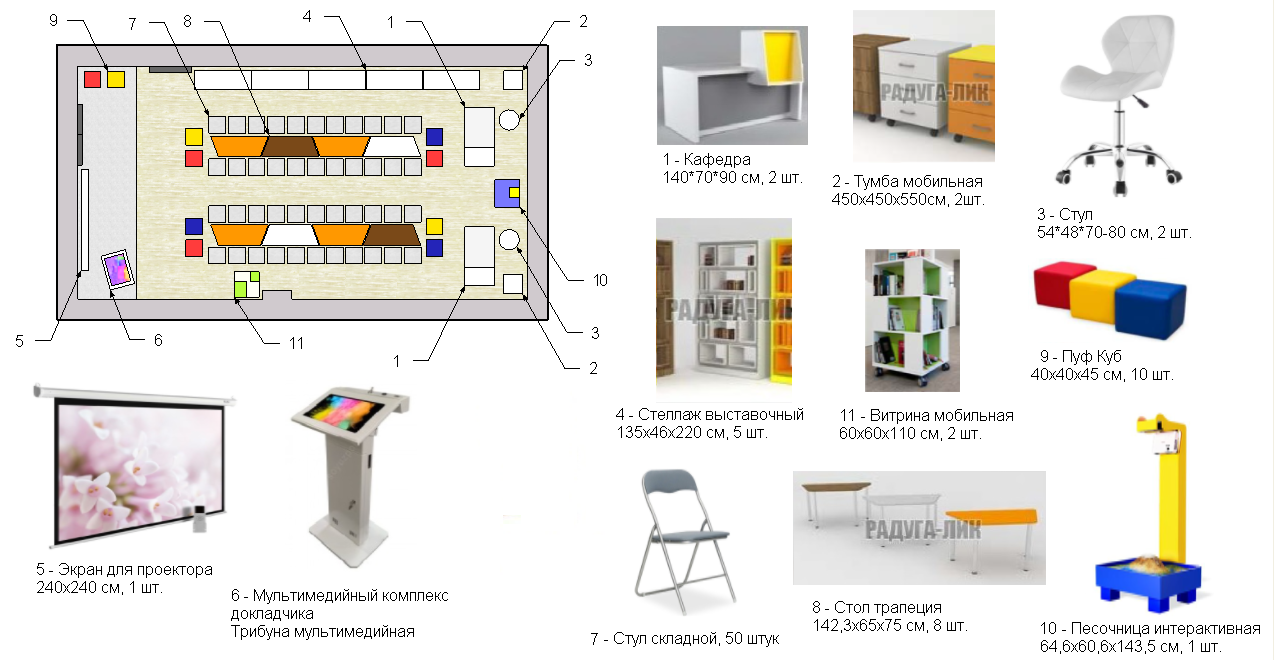 9
7
8
4
1
2
3
5
6
11
1
10
3
2
РАДУГА-ЛИК
1 - Кафедра
140*70*90 см, 2 шт.
2 - Тумба мобильная
450х450х550см, 2шт.
3 - Стул
54*48*70-80 см, 2 шт.
РАДУГА-ЛИК
4 - Стеллаж выставочный
135х46х220 см, 5 шт.
11 - Витрина мобильная
60х60х110 см, 2 шт.
9 - Пуф Куб
40х40х45 см, 10 шт.
5 - Экран для проектора
240х240 см, 1 шт.
6 - Мультимедийный комплекс
докладчика
Трибуна мультимедийная
7 - Стул складной, 50 штук
РАДУГА-ЛИК
8 - Стол трапеция
142,3х65х75 см, 8 шт.
10 - Песочница интерактивная
64,6х60,6х143,5 см, 1 шт.